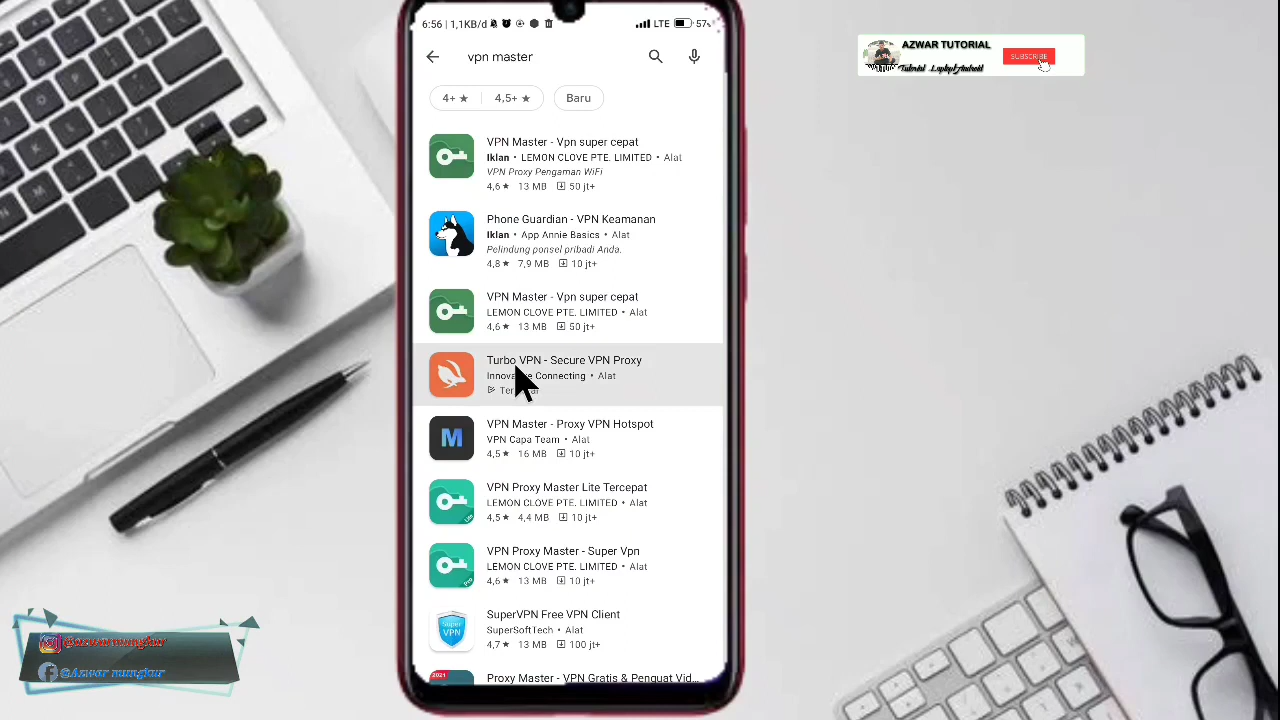 6:56 | 1,1KB/d
LTE 57%
vpn master
4+ ★ 4,5+ ★ Baru
VPN Master - Vpn super cepat
Iklan • LEMON CLOVE PTE. LIMITED • Alat
VPN Proxy Pengaman WiFi
4,6 ★ 13 MB 50 jt+
Phone Guardian - VPN Keamanan
Iklan • App Annie Basics • Alat
Pelindung ponsel pribadi Anda.
4,8 ★ 7,9 MB 10 jt+
VPN Master - Vpn super cepat
LEMON CLOVE PTE. LIMITED • Alat
4,6 ★ 13 MB 50 jt+
Turbo VPN - Secure VPN Proxy
Connecting • Alat
M
VPN Master - Proxy VPN Hotspot
VPN Capa Team • Alat
4,5 ★ 16 MB 10 jt+
Lite
VPN Proxy Master Lite Tercepat
LEMON CLOVE PTE. LIMITED • Alat
4,5 ★ 4,4 MB 10 jt+
Pro
VPN Proxy Master - Super Vpn
LEMON CLOVE PTE. LIMITED • Alat
4,6 ★ 13 MB 10 jt+
Super VPN
SuperVPN Free VPN Client
SuperSoftTech • Alat
4,7 ★ 13 MB 100 jt+
2021
Proxy Master - VPN Gratis & Penguat Vid...
AZWAR TUTORIAL
Tutorial Laptop & Android
SUBSCRIBE
@azwarnungkar
@Azwar nungkar